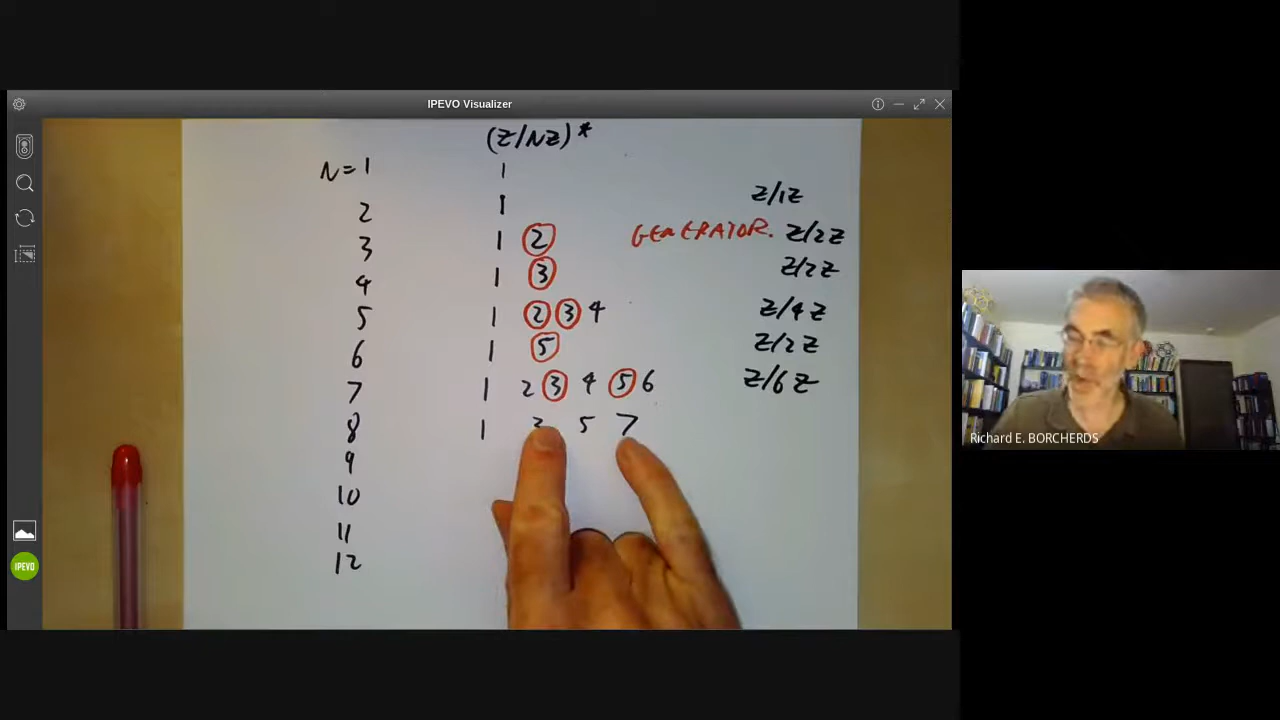 IPEVO Visualizer
(Z/NZ)*
N=1 1
2 1 Z/1Z
3 1 2 GENERATOR. Z/2Z
4 1 3 Z/2Z
5 1 2 3 4 Z/4Z
6 1 5 Z/2Z
7 1 2 3 4 5 6 Z/6Z
8 1 3 5 7
9
10
11
12
IPEVO
Richard E. BORCHERDS